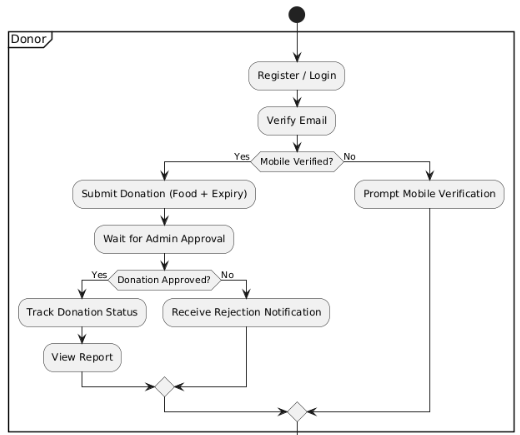 Donor
Register / Login
Verify Email
Yes
Mobile Verified?
No
Submit Donation (Food + Expiry)
Prompt Mobile Verification
Wait for Admin Approval
Yes
Donation Approved?
No
Track Donation Status
Receive Rejection Notification
View Report